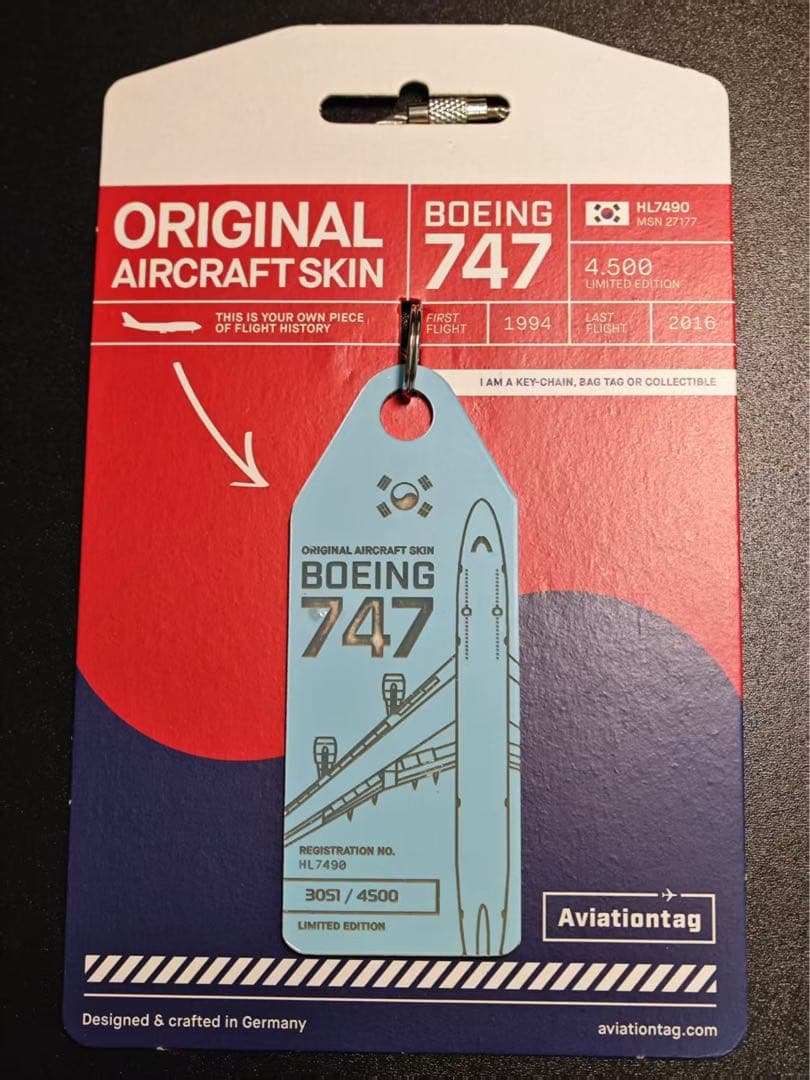 ORIGINAL
AIRCRAFT SKIN
BOEING
747
HL7490
MSN 27177
4.500
LIMITED EDITION
THIS IS YOUR OWN PIECE
OF FLIGHT HISTORY
FIRST
FLIGHT
1994
LAST
FLIGHT
2016
I AM A KEY-CHAIN, BAG TAG OR COLLECTIBLE
ORIGINAL AIRCRAFT SKIN
BOEING
747
REGISTRATION NO.
HL7490
3051 / 4500
LIMITED EDITION
Aviationtag
Designed & crafted in Germany
aviationtag.com